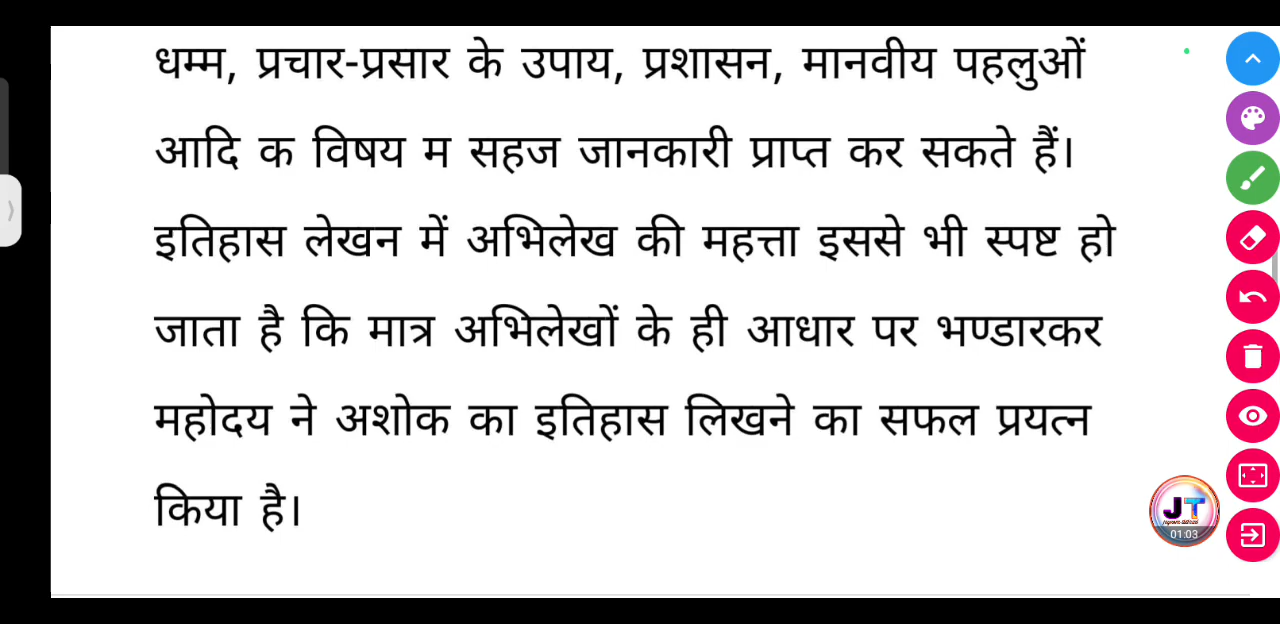 धम्म, प्रचार-प्रसार के उपाय, प्रशासन, मानवीय पहलुओं
आदि क विषय म सहज जानकारी प्राप्त कर सकते हैं।
इतिहास लेखन में अभिलेख की महत्ता इससे भी स्पष्ट हो
जाता है कि मात्र अभिलेखों के ही आधार पर भण्डारकर
महोदय ने अशोक का इतिहास लिखने का सफल प्रयत्न
किया है।
JT
01:03